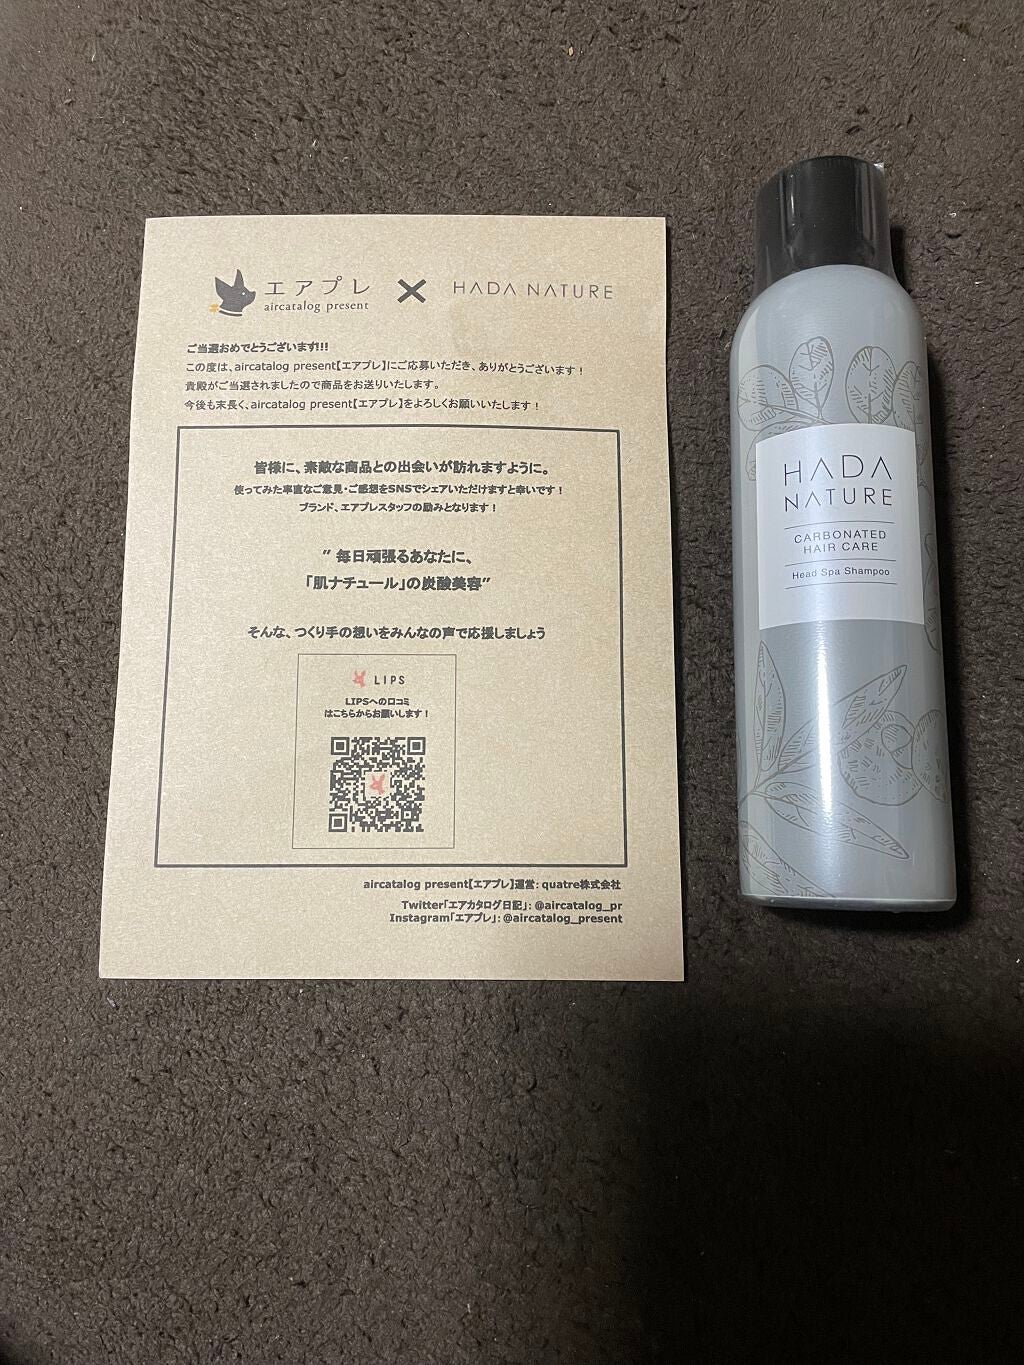 エアプレ
aircatalog present
×
HADA NATURE
ご当選おめでとうございます!!!
この度は、aircatalog present【エアプレ】にご応募いただき、ありがとうございます！
貴殿がご当選されましたので商品をお送りいたします。
今後も末長く、aircatalog present【エアプレ】をよろしくお願いいたします！
皆様に、素敵な商品との出会いが訪れますように。
使ってみた率直なご意見・ご感想をSNSでシェアいただけますと幸いです！
ブランド、エアプレスタッフの励みとなります！
” 毎日頑張るあなたに、
「肌ナチュール」の炭酸美容”
そんな、つくり手の想いをみんなの声で応援しましょう
LIPS
LIPSへの口コミ
はこちらからお願いします！
aircatalog present【エアプレ】運営：quatre株式会社
Twitter「エアカタログ日記」：@aircatalog_pr
Instagram「エアプレ」：@aircatalog_present
HADA
NATURE
CARBONATED
HAIR CARE
Head Spa Shampoo